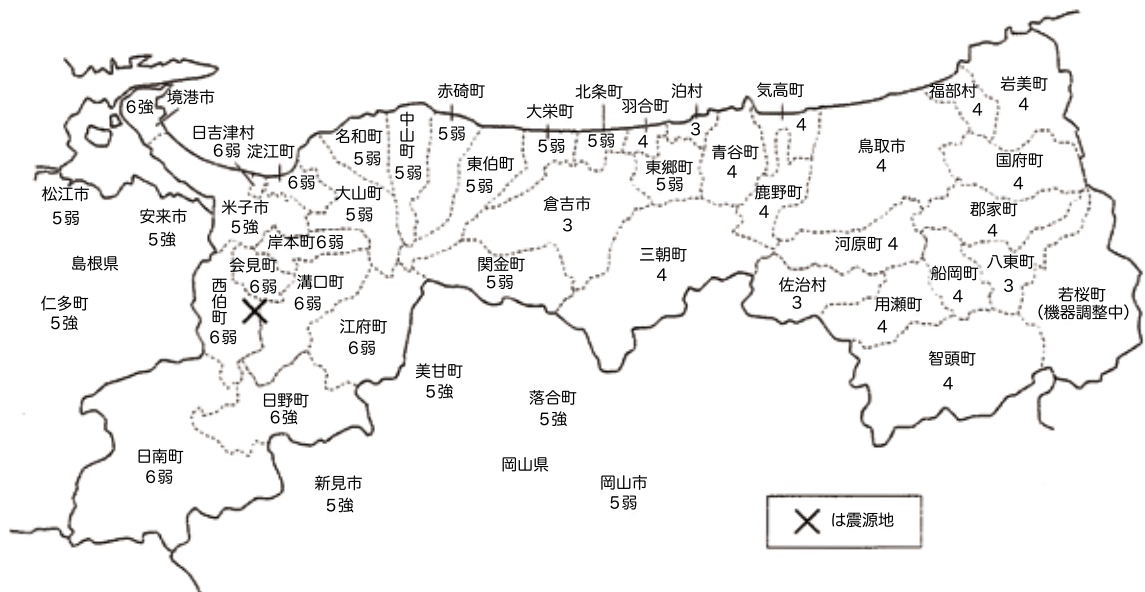 赤碕町
北条町
泊村
気高町
岩美町
4
福部村
4
境港市
6強
大栄町
羽合町
日吉津村
6弱
淀江町
6弱
名和町
5弱
中山町
5弱
5弱
5弱
5弱
4
3
4
鳥取市
4
国府町
4
東伯町
5弱
東郷町
5弱
青谷町
4
松江市
5弱
安来市
5強
米子市
5強
大山町
5弱
倉吉市
3
鹿野町
4
郡家町
4
島根県
岸本町6弱
会見町
6弱
溝口町
6弱
関金町
5弱
三朝町
4
河原町 4
佐治村
3
船岡町
4
八東町
3
若桜町
(機器調整中)
仁多町
5強
西伯町
6弱
江府町
6弱
用瀬町
4
智頭町
4
美甘町
5強
落合町
5強
日野町
6強
日南町
6弱
新見市
5強
岡山県
岡山市
5弱
は震源地